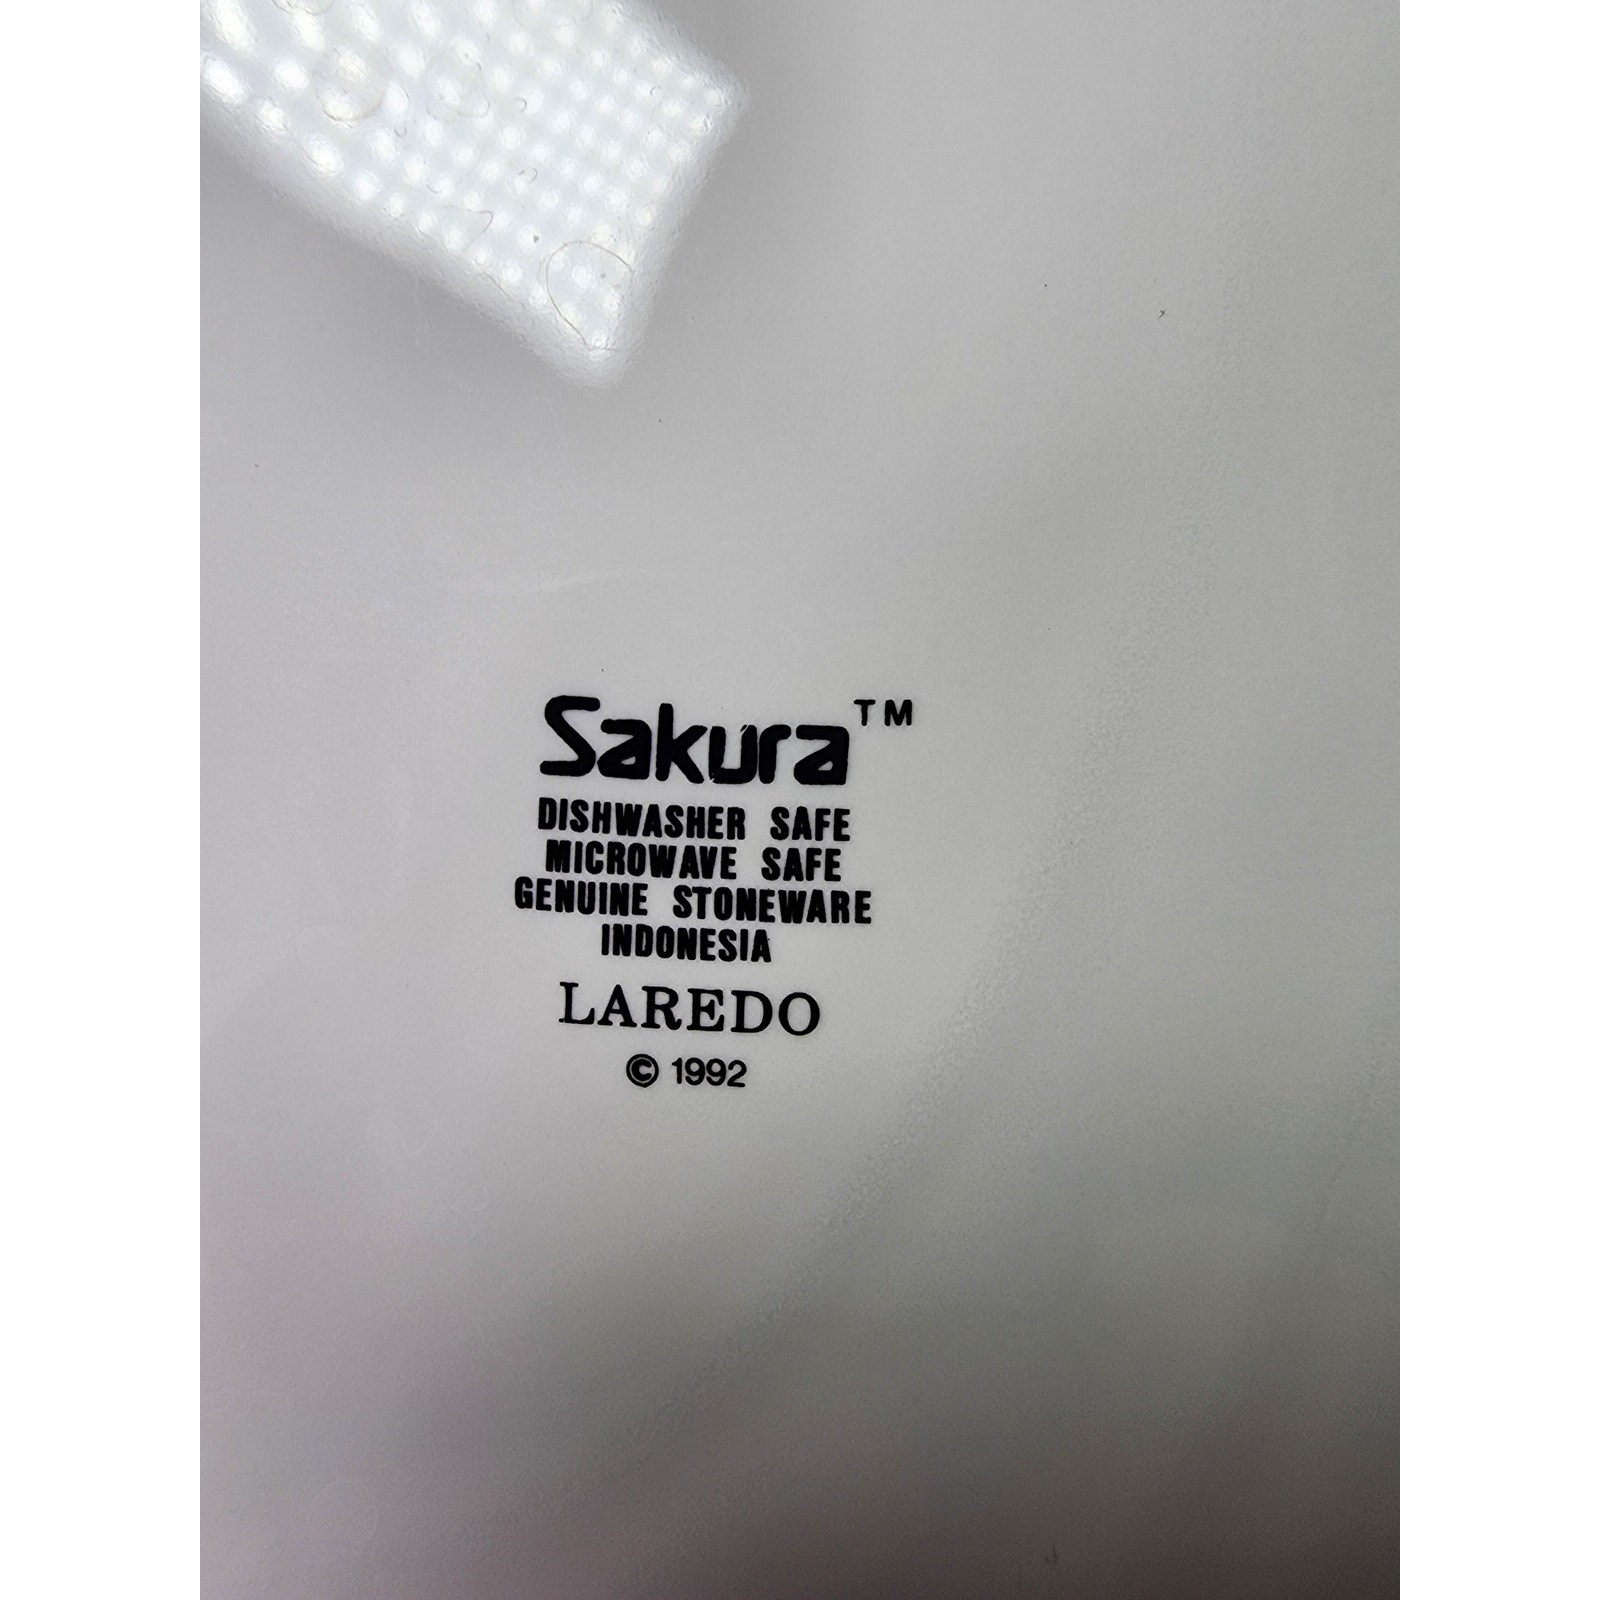 Sakura™
DISHWASHER SAFE
MICROWAVE SAFE
GENUINE STONEWARE
INDONESIA
LAREDO
© 1992